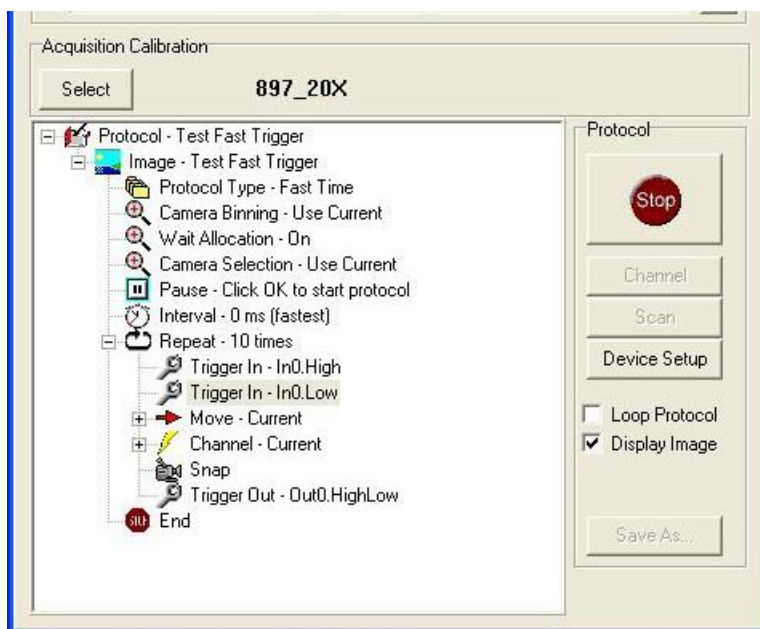 Acquisition Calibration
Select
897_20X
Protocol - Test Fast Trigger
Image - Test Fast Trigger
Protocol Type - Fast Time
Camera Binning - Use Current
Wait Allocation - On
Camera Selection - Use Current
Pause - Click OK to start protocol
Interval - 0 ms (fastest)
Repeat - 10 times
Trigger In - In0.High
Trigger In - In0.Low
Move - Current
Channel - Current
Snap
Trigger Out - Out0.HighLow
End
Protocol
Stop
Channel
Scan
Device Setup
Loop Protocol
Display Image
Save As...